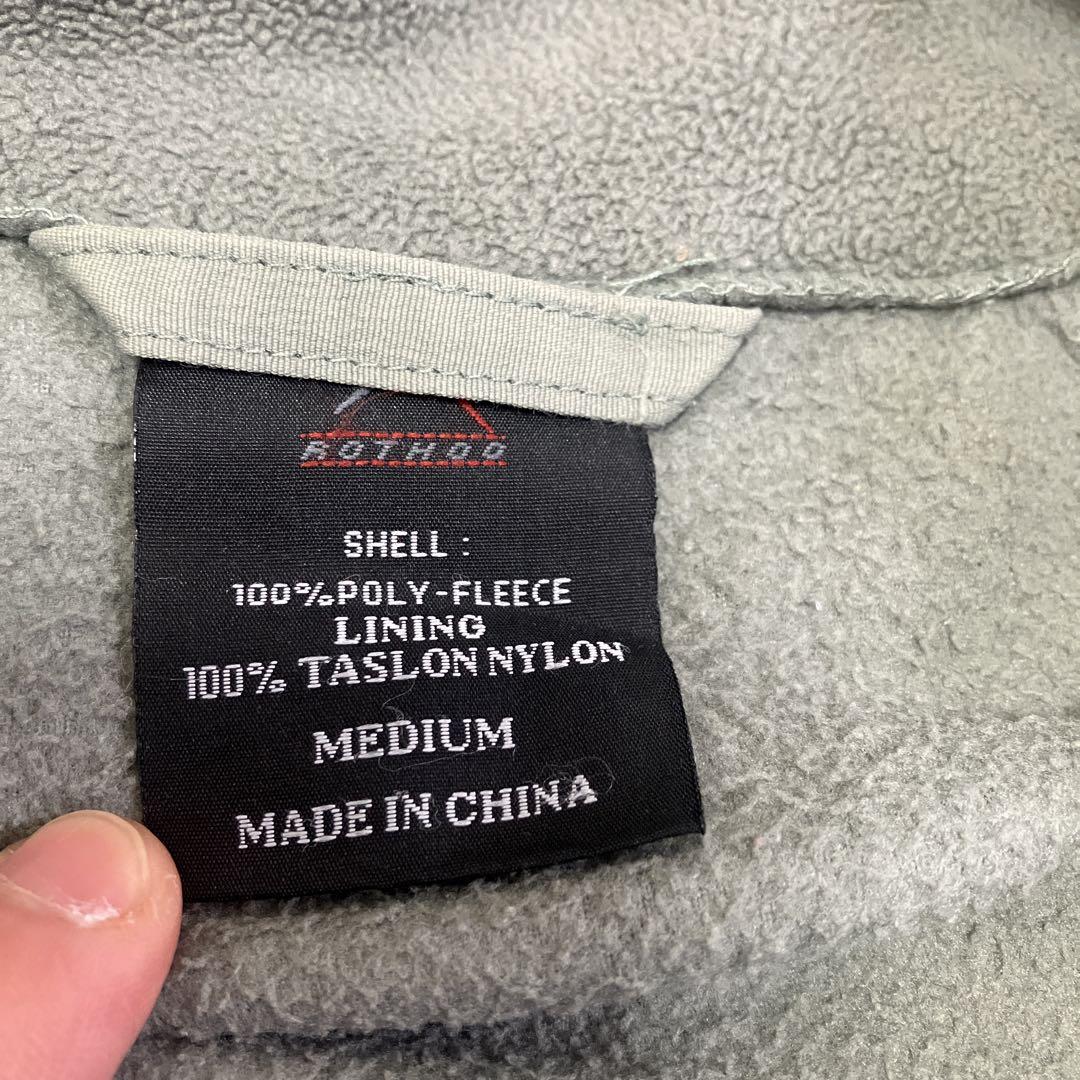 ROTHCO
SHELL :
100%POLY-FLEECE
LINING
100% TASLON NYLON
MEDIUM
MADE IN CHINA